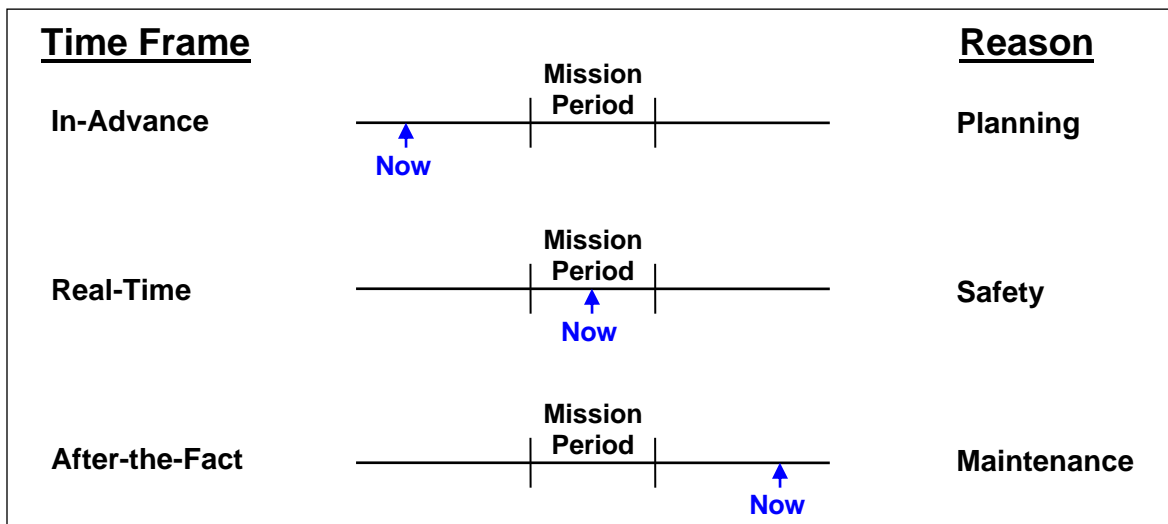 Time Frame
Reason
Mission
Period
In-Advance
Planning
Now
Mission
Period
Real-Time
Safety
Now
Mission
Period
After-the-Fact
Maintenance
Now